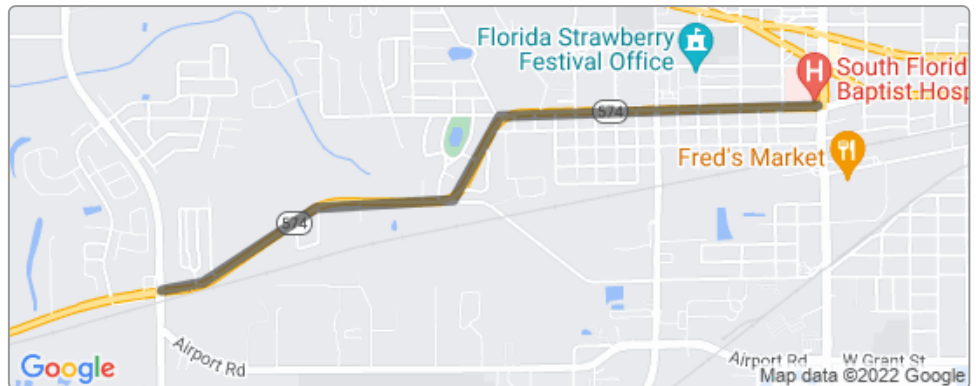 Florida Strawberry
Festival Office
H
South Florid
Baptist Hosp
574
Fred's Market
574
Airport Rd
Airport Rd
W Grant St
Google
Map data ©2022 Google